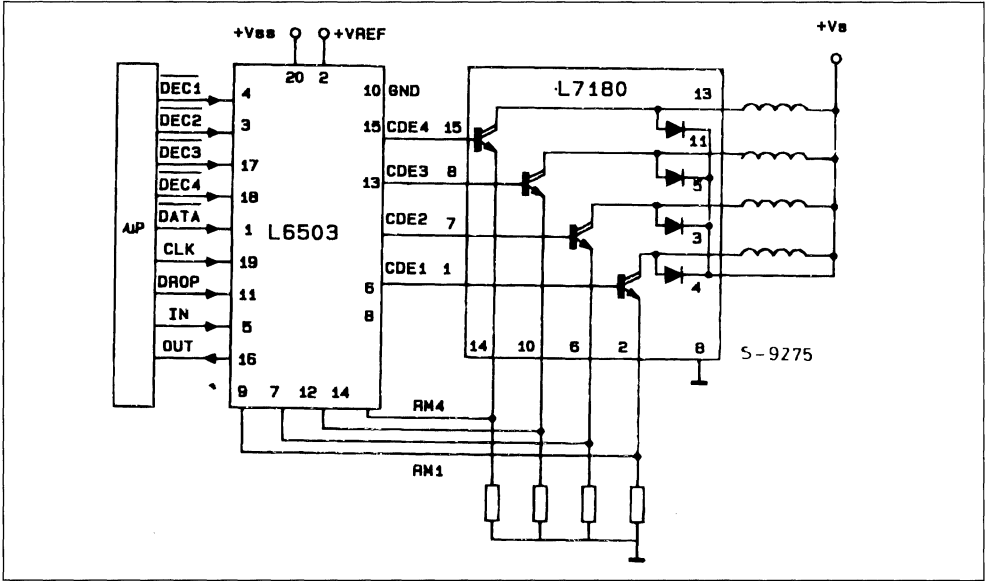 +Vss +VREF
+Vs
20 2
L7180
13
DEC1 4
10 GND
DEC2 3
15 CDE4 15
11
DEC3 17
13 CDE3 8
5
DEC4 18
DATA 1
CDE2 7
3
μP
L6503
CLK 19
CDE1 1
DROP 11
6
4
IN 5
8
OUT 16
14 10 6 2 8
S-9275
9 7 12 14
RM4
RM1